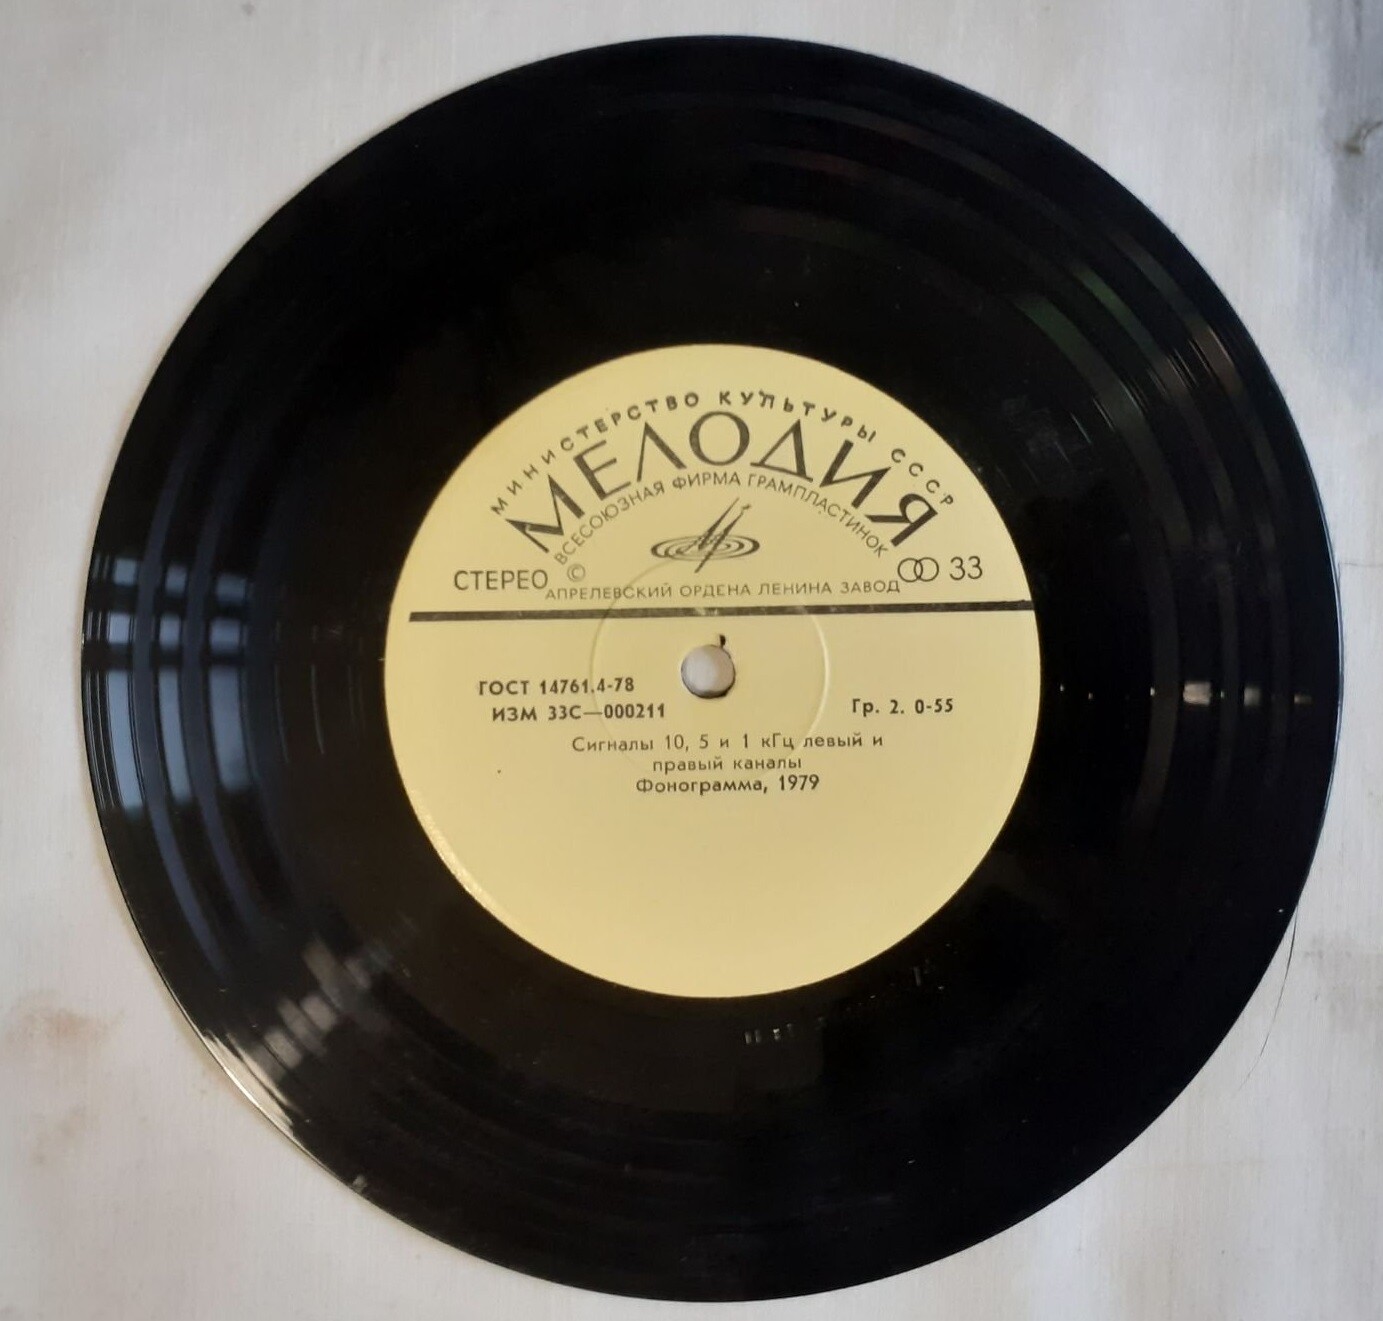 МИНИСТЕРСТВО КУЛЬТУРЫ СССР
МЕЛОДИЯ
ВСЕСОЮЗНАЯ ФИРМА ГРАМПЛАСТИНОК
СТЕРЕО © 33
АПРЕЛЕВСКИЙ ОРДЕНА ЛЕНИНА ЗАВОД
ГОСТ 14761.4-78
ИЗМ 33С—000211 Гр. 2. 0-55
Сигналы 10, 5 и 1 кГц левый и
правый каналы
Фонограмма, 1979